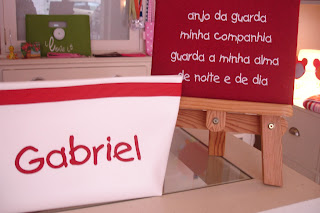 anjo da guarda
minha companhia
guarda a minha alma
de noite e de dia
Gabriel